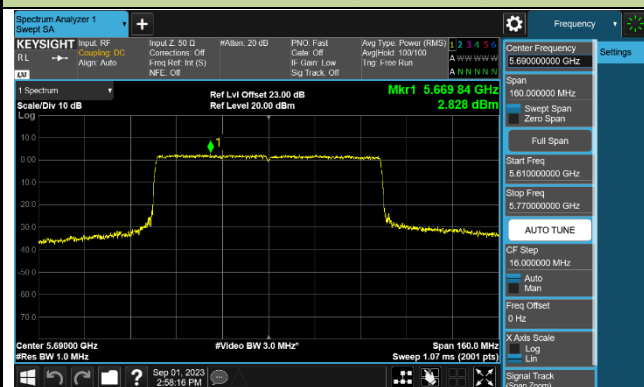 Spectrum Analyzer 1
Swept SA
+
Frequency
KEYSIGHT
RL
LXI
Input: RF
Coupling: DC
Align: Auto
Input Z: 50 Ω
Corrections: Off
Freq Ref: Int (S)
NFE: Off
#Atten: 20 dB
PNO: Fast
Gate: Off
IF Gain: Low
Sig Track: Off
Avg Type: Power (RMS)
Avg|Hold: 100/100
Trig: Free Run
1 2 3 4 5 6
A W W W W W
A N N N N N
1 Spectrum
Scale/Div 10 dB
Log
Ref Lvl Offset 23.00 dB
Ref Level 20.00 dBm
Mkr1 5.669 84 GHz
2.828 dBm
1
10.0
0.00
10.0
20.0
30.0
40.0
50.0
60.0
70.0
Center 5.69000 GHz
#Res BW 1.0 MHz
#Video BW 3.0 MHz*
Span 160.0 MHz
Sweep 1.07 ms (2001 pts)
Center Frequency
5.690000000 GHz
Settings
Span
160.000000 MHz
Swept Span
Zero Span
Full Span
Start Freq
5.610000000 GHz
Stop Freq
5.770000000 GHz
AUTO TUNE
CF Step
16.000000 MHz
Auto
Man
Freq Offset
0 Hz
X Axis Scale
Log
Lin
Signal Track
(Span Zoom)
?
Sep 01, 2023
2:58:16 PM